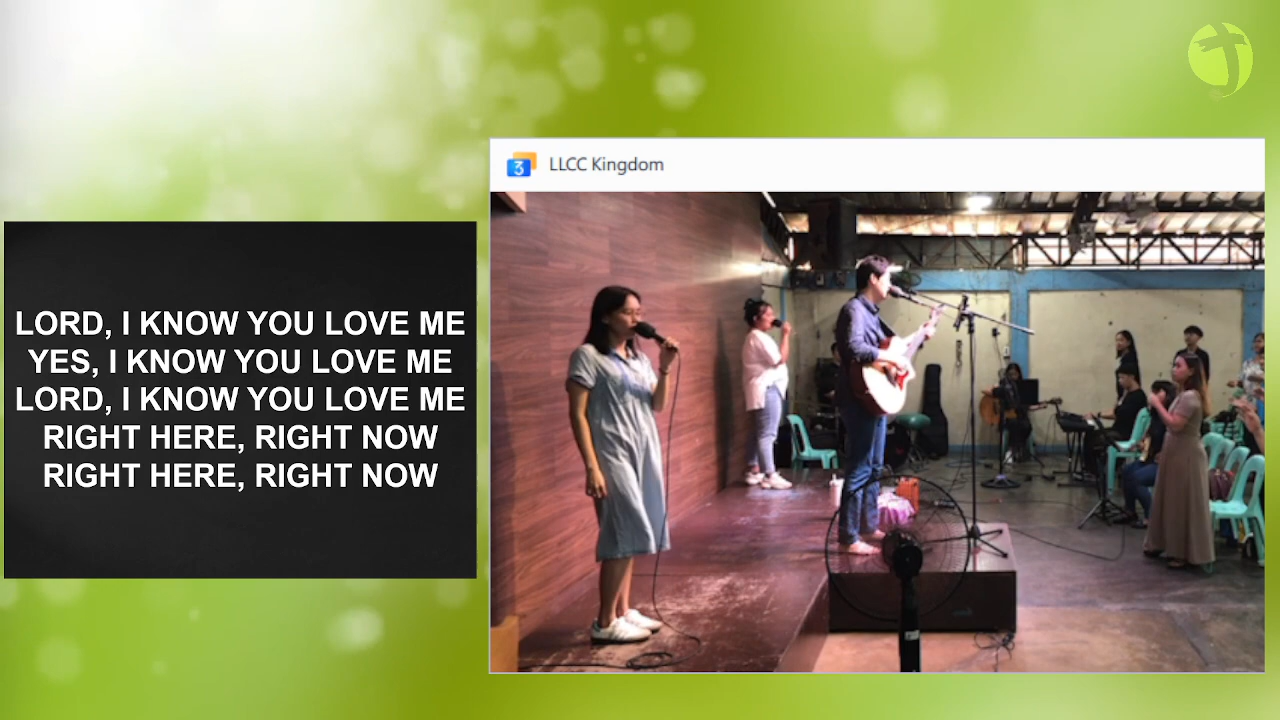 LLCC Kingdom
LORD, I KNOW YOU LOVE ME
YES, I KNOW YOU LOVE ME
LORD, I KNOW YOU LOVE ME
RIGHT HERE, RIGHT NOW
RIGHT HERE, RIGHT NOW